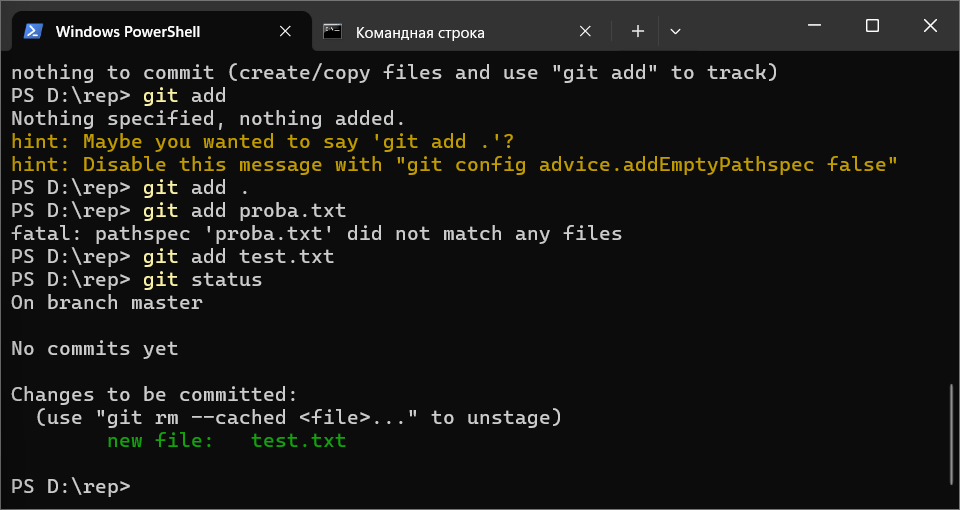 Windows PowerShell
Командная строка
nothing to commit (create/copy files and use "git add" to track)
PS D:\rep> git add
Nothing specified, nothing added.
hint: Maybe you wanted to say 'git add .'?
hint: Disable this message with "git config advice.addEmptyPathspec false"
PS D:\rep> git add .
PS D:\rep> git add proba.txt
fatal: pathspec 'proba.txt' did not match any files
PS D:\rep> git add test.txt
PS D:\rep> git status
On branch master
No commits yet
Changes to be committed:
  (use "git rm --cached <file>..." to unstage)
        new file:   test.txt
PS D:\rep>